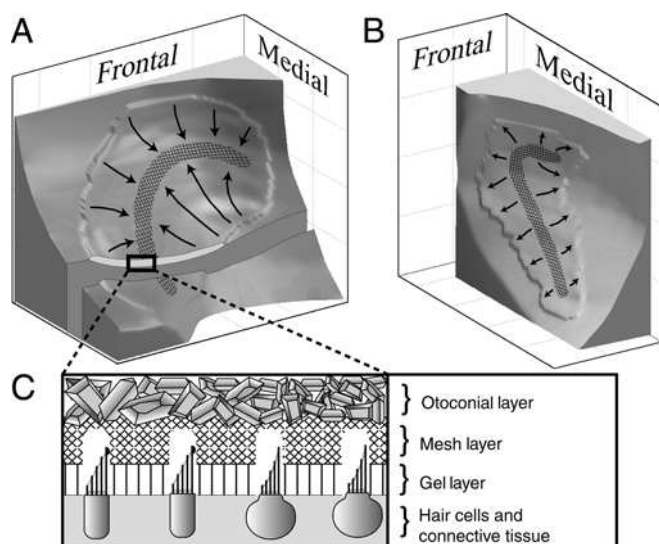 A
Frontal
Medial
B
Frontal
Medial
C
Otoconial layer
Mesh layer
Gel layer
Hair cells and
connective tissue